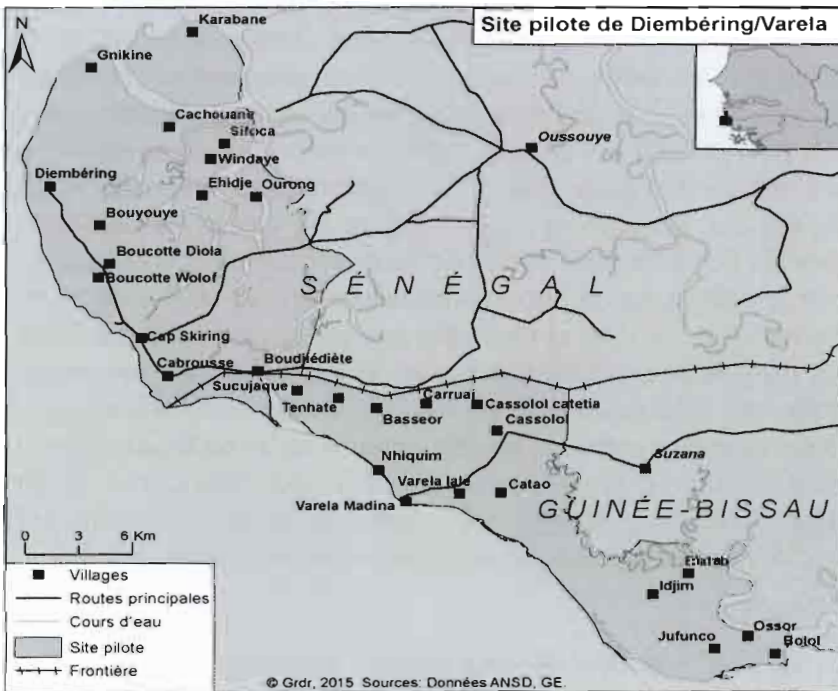 Site pilote de Diembéring/Varela
N
Karabane
Gnikine
Cachouane
Sifoca
Windaye
Oussouye
Diembéring
Ehidje
Ourong
Bouyouye
Boucotte Diola
Boucotte Wolof
SÉNÉGAL
Cap Skiring
Cabrousse
Boudhédiète
Sucujaque
Tenhate
Basseor
Carruai
Cassolol catetia
Cassolol
Nhiquim
Suzana
Varela Iale
Catao
Varela Madina
GUINÉE-BISSAU
0 3 6 Km
Idjim
Jufunco
Ossor
Bolol
Villages
Routes principales
Cours d'eau
Site pilote
Frontière
© Grdr, 2015 Sources: Données ANSD, GE.